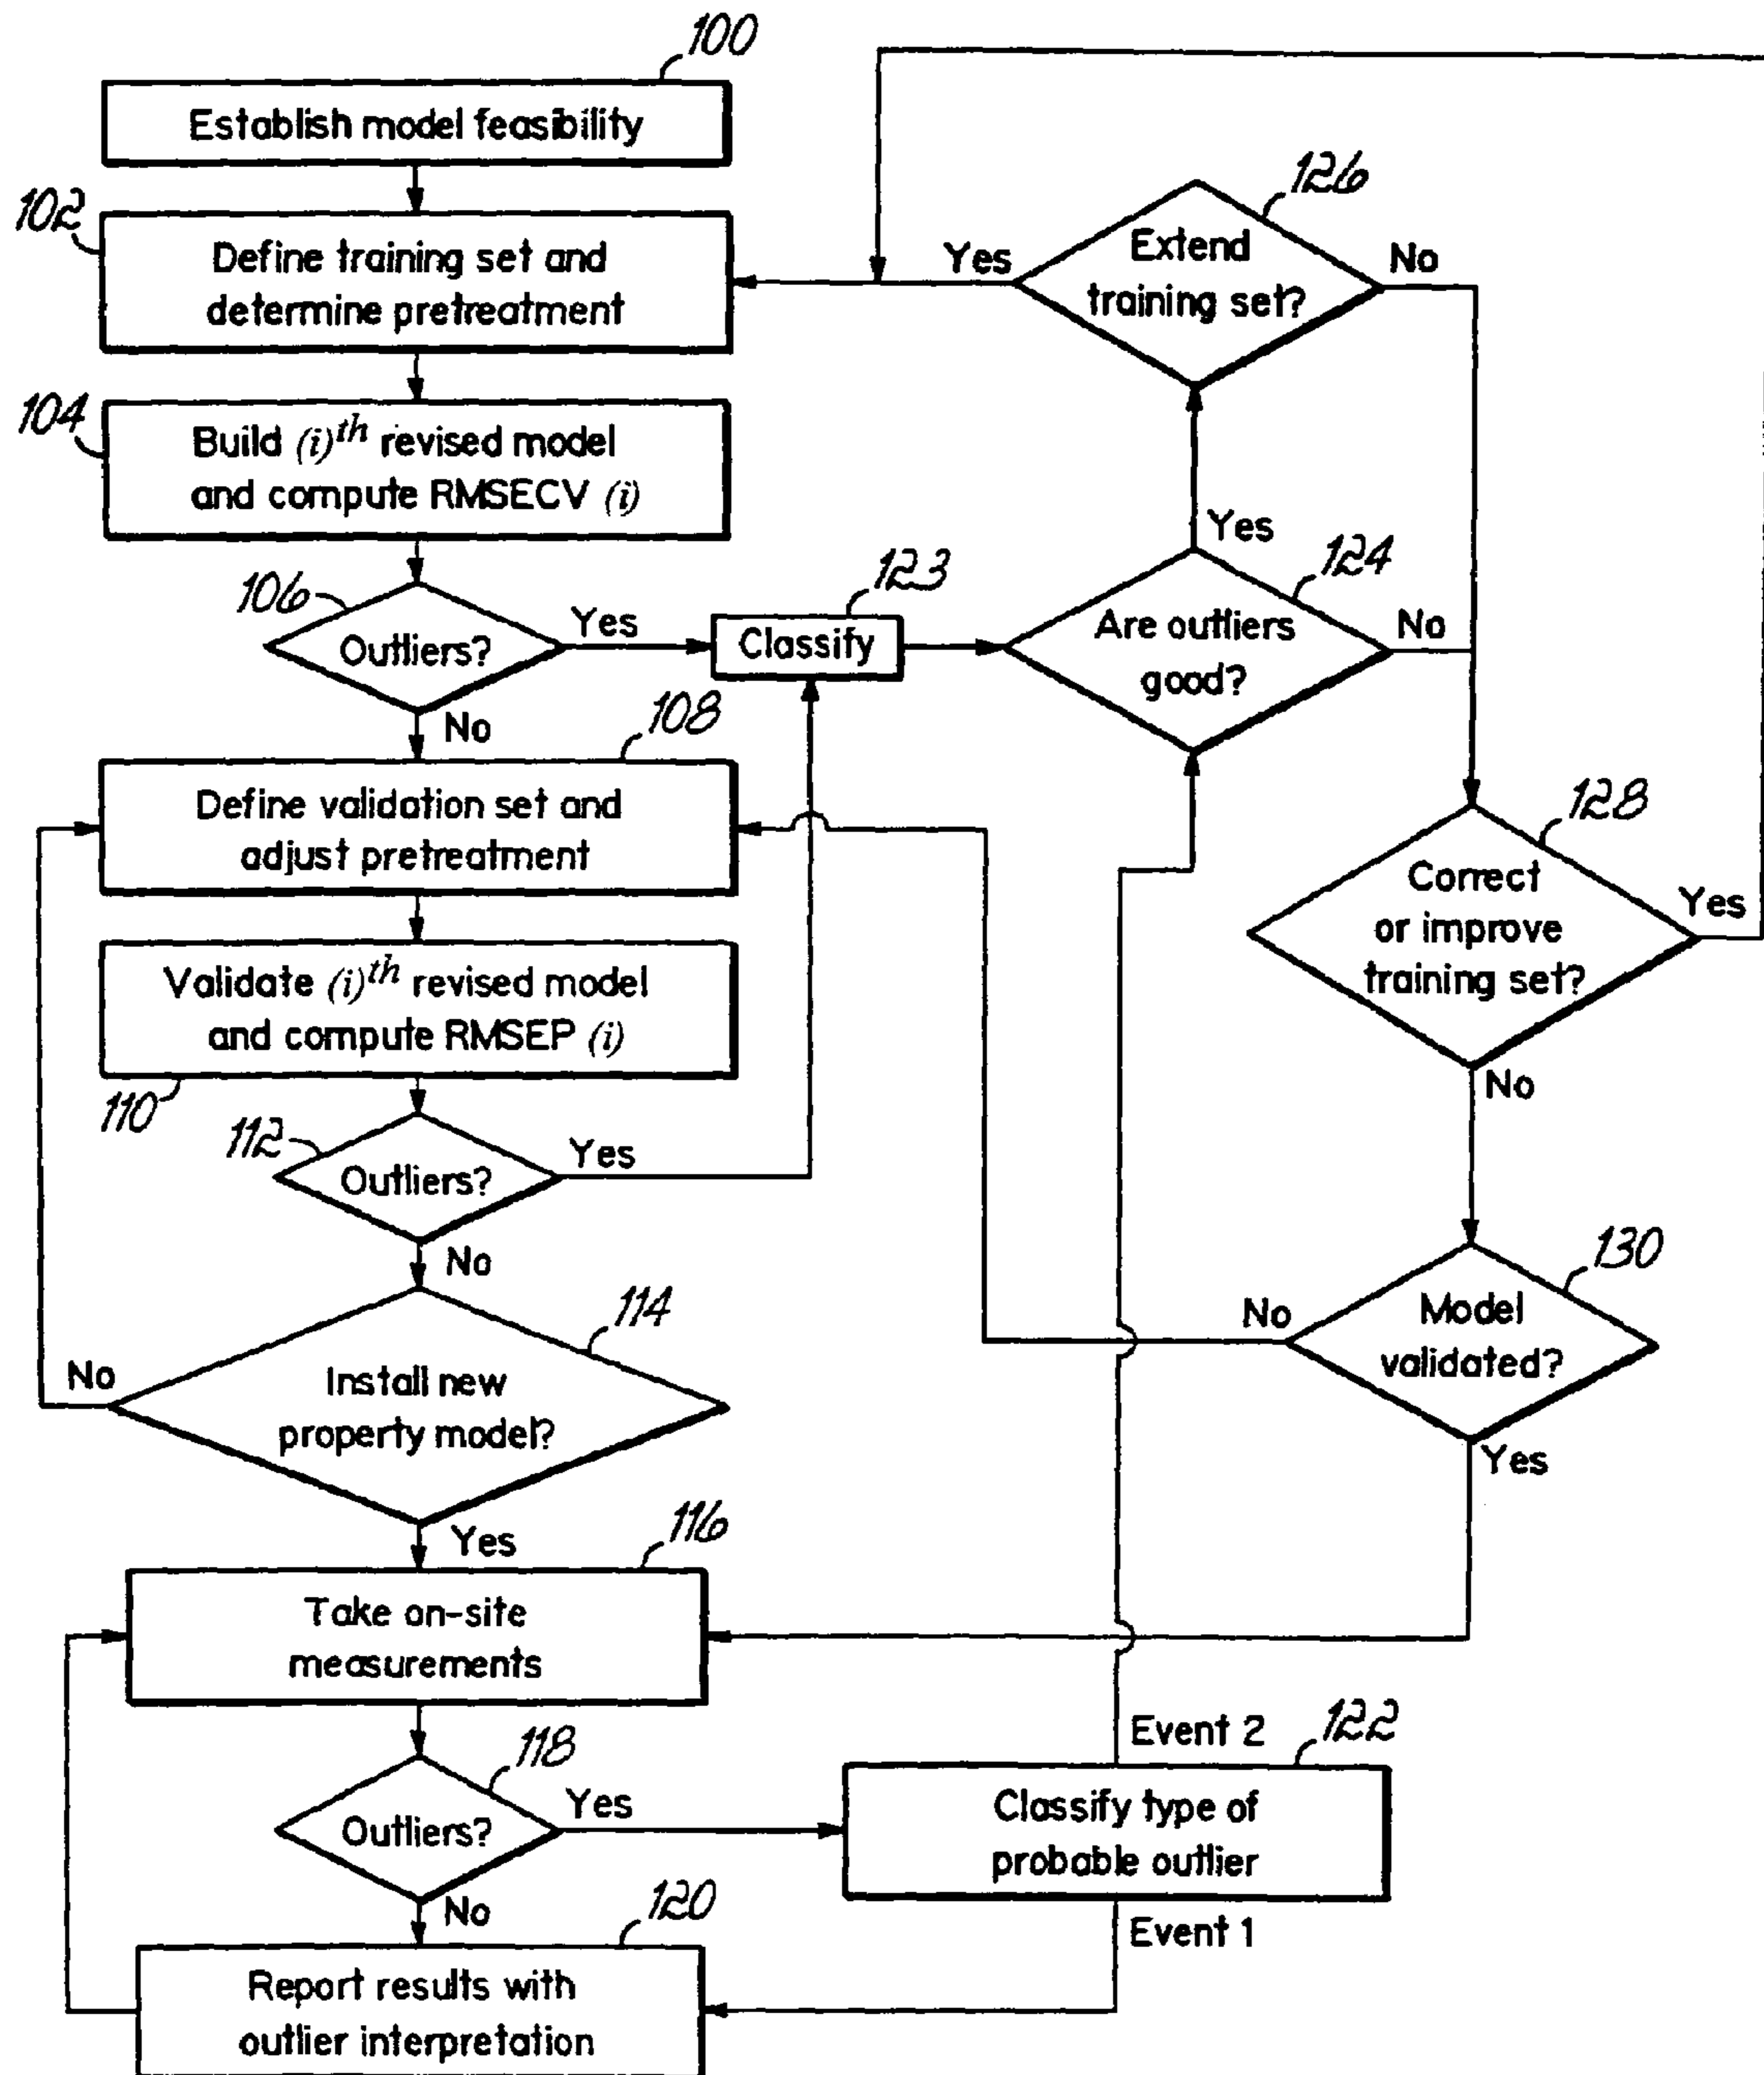 100
Establish model feasibility
102
Define training set and
determine pretreatment
104
Build (i)th revised model
and compute RMSECV (i)
106
Outliers?
Yes
No
123
Classify
124
Are outliers
good?
Yes
No
126
Extend
training set?
Yes
No
108
Define validation set and
adjust pretreatment
128
Correct
or improve
training set?
Yes
No
Validate (i)th revised model
and compute RMSEP (i)
110
112
Outliers?
Yes
No
130
Model
validated?
No
Yes
114
Install new
property model?
No
Yes
116
Take on-site
measurements
118
Outliers?
Yes
No
Event 2
122
Classify type of
probable outlier
Event 1
120
Report results with
outlier interpretation